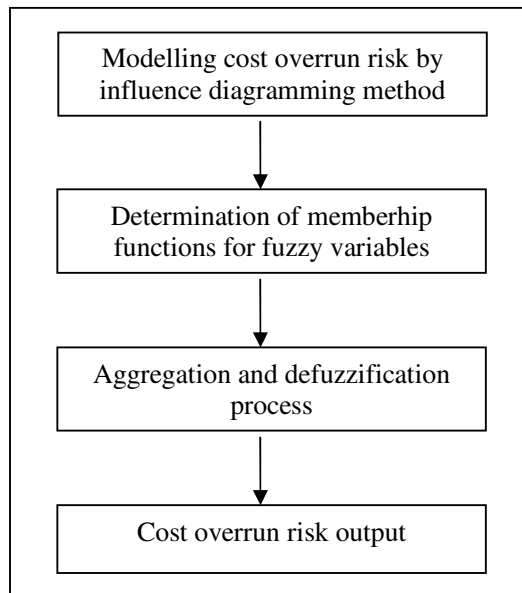 Modelling cost overrun risk by
influence diagramming method
Determination of memberhip
functions for fuzzy variables
Aggregation and defuzzification
process
Cost overrun risk output